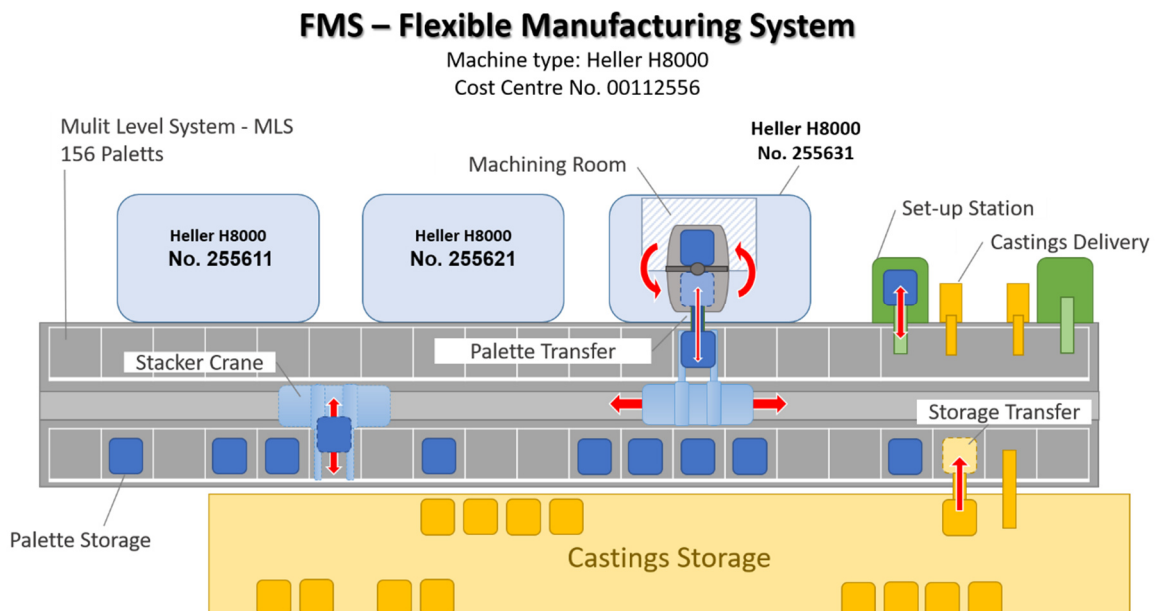 FMS – Flexible Manufacturing System
Machine type: Heller H8000
Cost Centre No. 00112556
Mulit Level System - MLS
156 Paletts
Heller H8000
No. 255631
Machining Room
Set-up Station
Castings Delivery
Heller H8000
No. 255611
Heller H8000
No. 255621
Palette Transfer
Stacker Crane
Storage Transfer
Palette Storage
Castings Storage